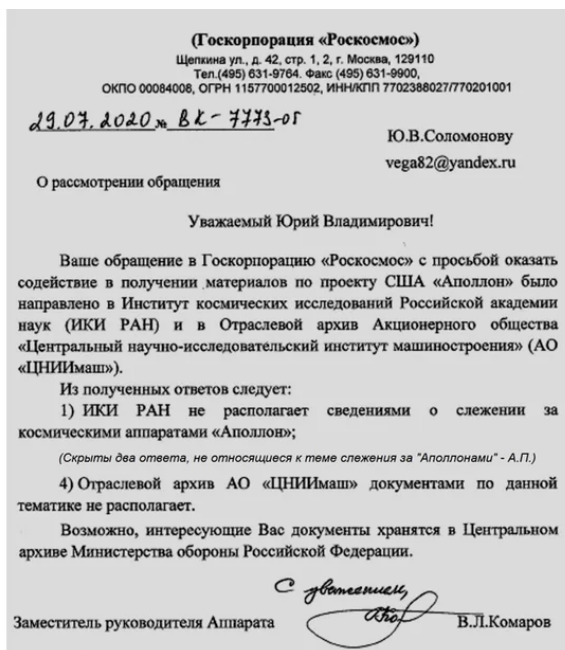 (Госкорпорация «Роскосмос»)
Щепкина ул., д. 42, стр. 1, 2, г. Москва, 129110
Тел.(495) 631-9764. Факс (495) 631-9900,
ОКПО 00084008, ОГРН 1157700012502, ИНН/КПП 7702388027/770201001
29.07.2020 № ВК-7773-ОГ
Ю.В.Соломонову
vega82@yandex.ru
О рассмотрении обращения
Уважаемый Юрий Владимирович!
Ваше обращение в Госкорпорацию «Роскосмос» с просьбой оказать
содействие в получении материалов по проекту США «Аполлон» было
направлено в Институт космических исследований Российской академии
наук (ИКИ РАН) и в Отраслевой архив Акционерного общества
«Центральный научно-исследовательский институт машиностроения» (АО
«ЦНИИмаш»).
Из полученных ответов следует:
1) ИКИ РАН не располагает сведениями о слежении за
космическими аппаратами «Аполлон»;
(Скрыты два ответа, не относящиеся к теме слежения за "Аполлонами" - А.П.)
4) Отраслевой архив АО «ЦНИИмаш» документами по данной
тематике не располагает.
Возможно, интересующие Вас документы хранятся в Центральном
архиве Министерства обороны Российской Федерации.
С уважением,
Заместитель руководителя Аппарата В.Л.Комаров